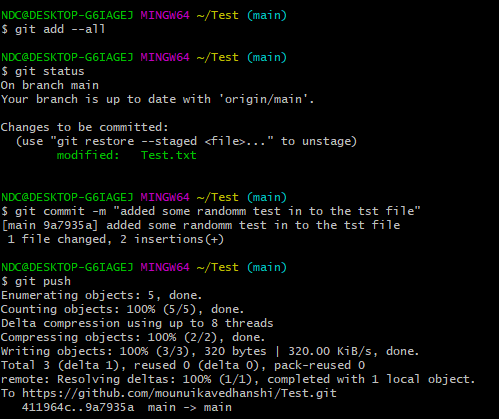 NDC@DESKTOP-G6IAGEJ MINGW64 ~/Test (main)
$ git add --all
NDC@DESKTOP-G6IAGEJ MINGW64 ~/Test (main)
$ git status
On branch main
Your branch is up to date with 'origin/main'.
Changes to be committed:
  (use "git restore --staged <file>..." to unstage)
        modified:   Test.txt
NDC@DESKTOP-G6IAGEJ MINGW64 ~/Test (main)
$ git commit -m "added some randomm test in to the tst file"
[main 9a7935a] added some randomm test in to the tst file
 1 file changed, 2 insertions(+)
NDC@DESKTOP-G6IAGEJ MINGW64 ~/Test (main)
$ git push
Enumerating objects: 5, done.
Counting objects: 100% (5/5), done.
Delta compression using up to 8 threads
Compressing objects: 100% (2/2), done.
Writing objects: 100% (3/3), 320 bytes | 320.00 KiB/s, done.
Total 3 (delta 1), reused 0 (delta 0), pack-reused 0
remote: Resolving deltas: 100% (1/1), completed with 1 local object.
To https://github.com/mounuikavedhanshi/Test.git
   411964c..9a7935a  main -> main